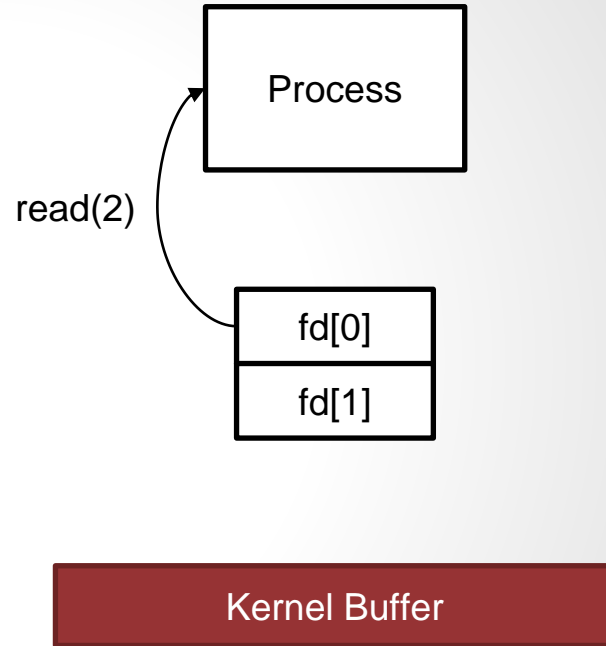 Process
read(2)
fd[0]
fd[1]
Kernel Buffer